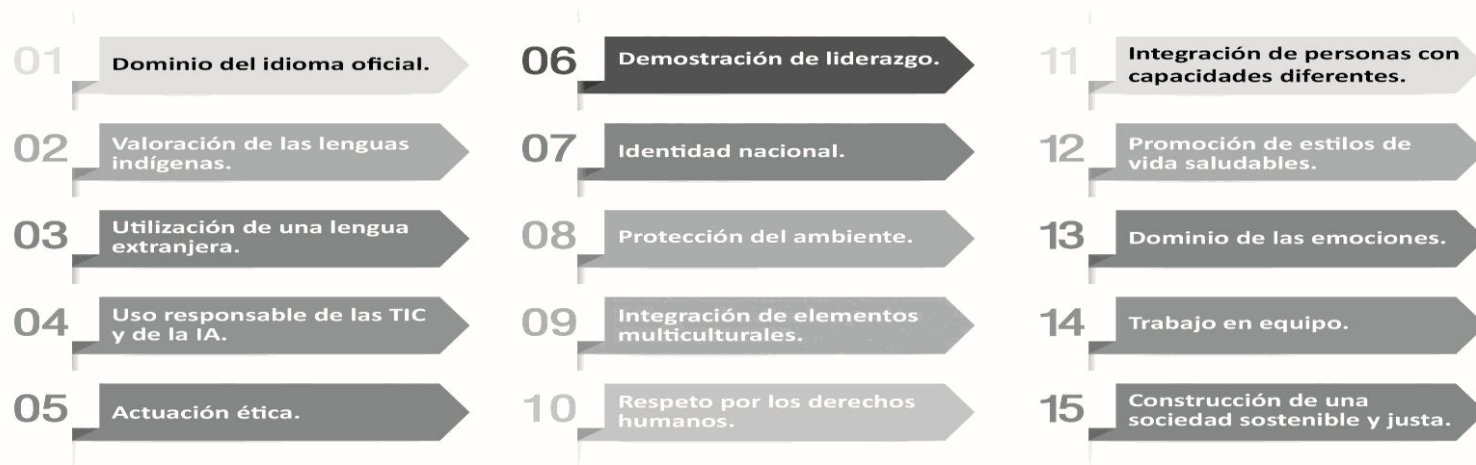 01
Dominio del idioma oficial.
02
Valoración de las lenguas
indígenas.
03
Utilización de una lengua
extranjera.
04
Uso responsable de las TIC
y de la IA.
05
Actuación ética.
06
Demostración de liderazgo.
07
Identidad nacional.
08
Protección del ambiente.
09
Integración de elementos
multiculturales.
10
Respeto por los derechos
humanos.
11
Integración de personas con
capacidades diferentes.
12
Promoción de estilos de
vida saludables.
13
Dominio de las emociones.
14
Trabajo en equipo.
15
Construcción de una
sociedad sostenible y justa.